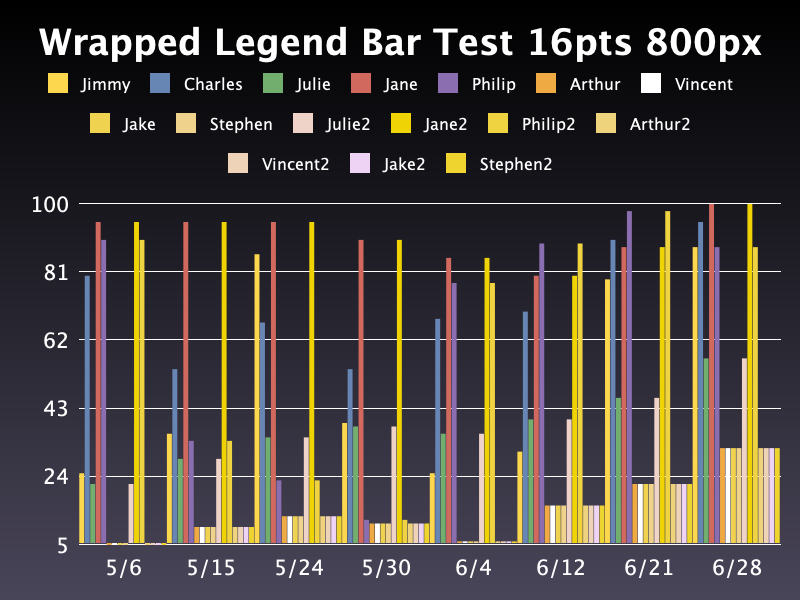 Wrapped Legend Bar Test 16pts 800px
Jimmy Charles Julie Jane Philip Arthur Vincent
Jake Stephen Julie2 Jane2 Philip2 Arthur2
Vincent2 Jake2 Stephen2
100
81
62
43
24
5
5/6 5/15 5/24 5/30 6/4 6/12 6/21 6/28